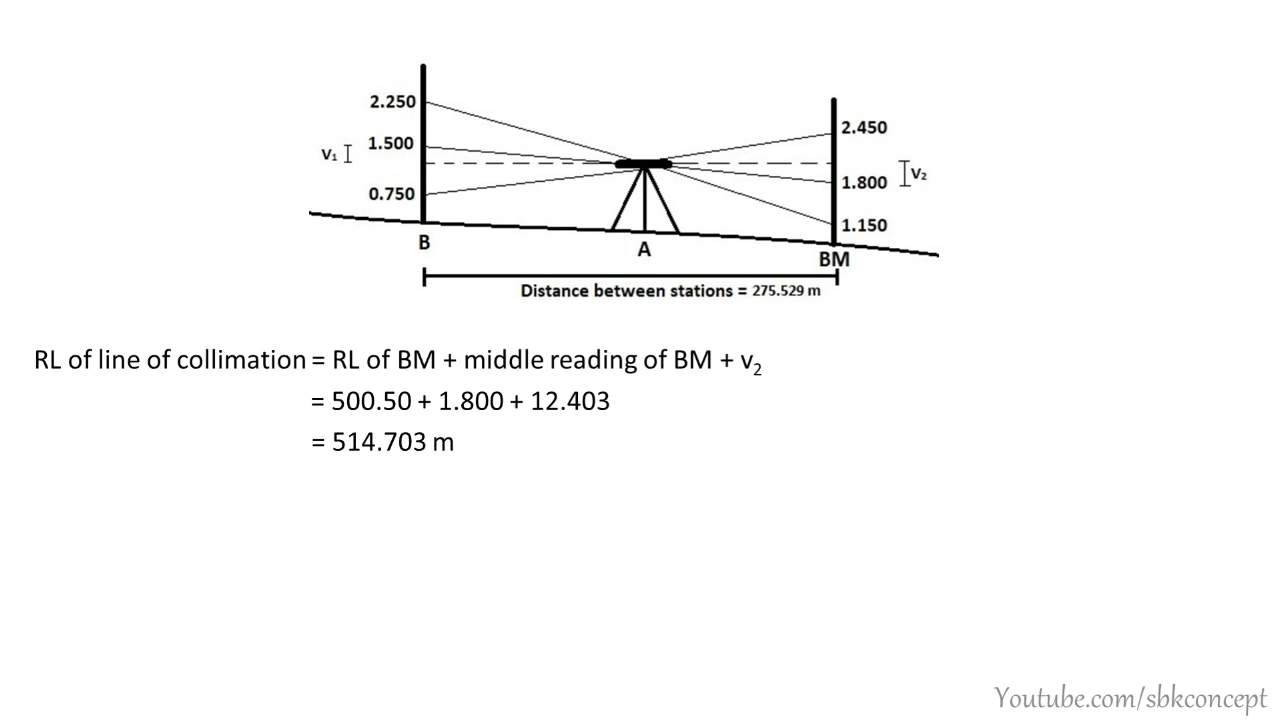 2.250
2.450
1.500
V₁
1.800
V₂
0.750
1.150
B
A
BM
Distance between stations = 275.529 m
RL of line of collimation = RL of BM + middle reading of BM + v₂
= 500.50 + 1.800 + 12.403
= 514.703 m
Youtube.com/sbkconcept